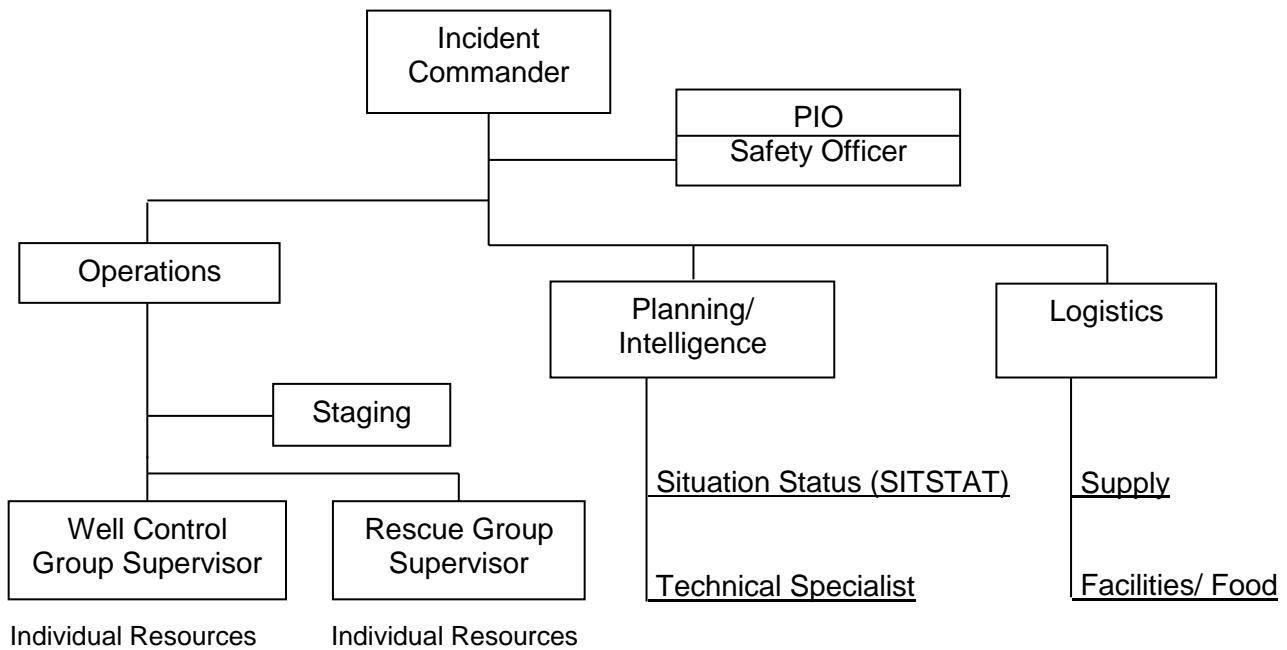 Incident
Commander
PIO
Safety Officer
Operations
Planning/
Intelligence
Logistics
Staging
Situation Status (SITSTAT)
Supply
Well Control
Group Supervisor
Rescue Group
Supervisor
Technical Specialist
Facilities/ Food
Individual Resources
Individual Resources